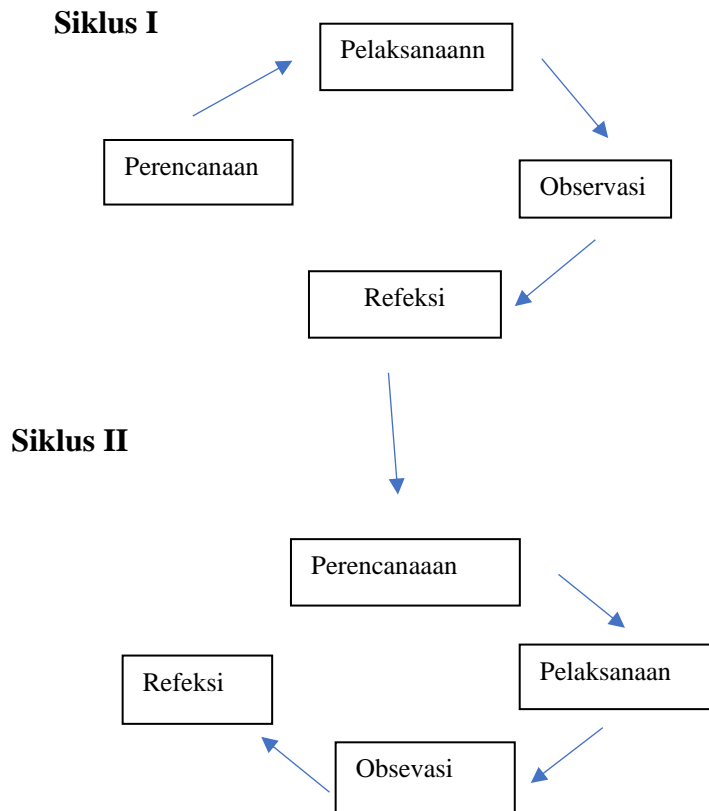 Siklus I
Pelaksanaann
Perencanaan
Observasi
Refeksi
Siklus II
Perencanaaan
Pelaksanaan
Refeksi
Obsevasi